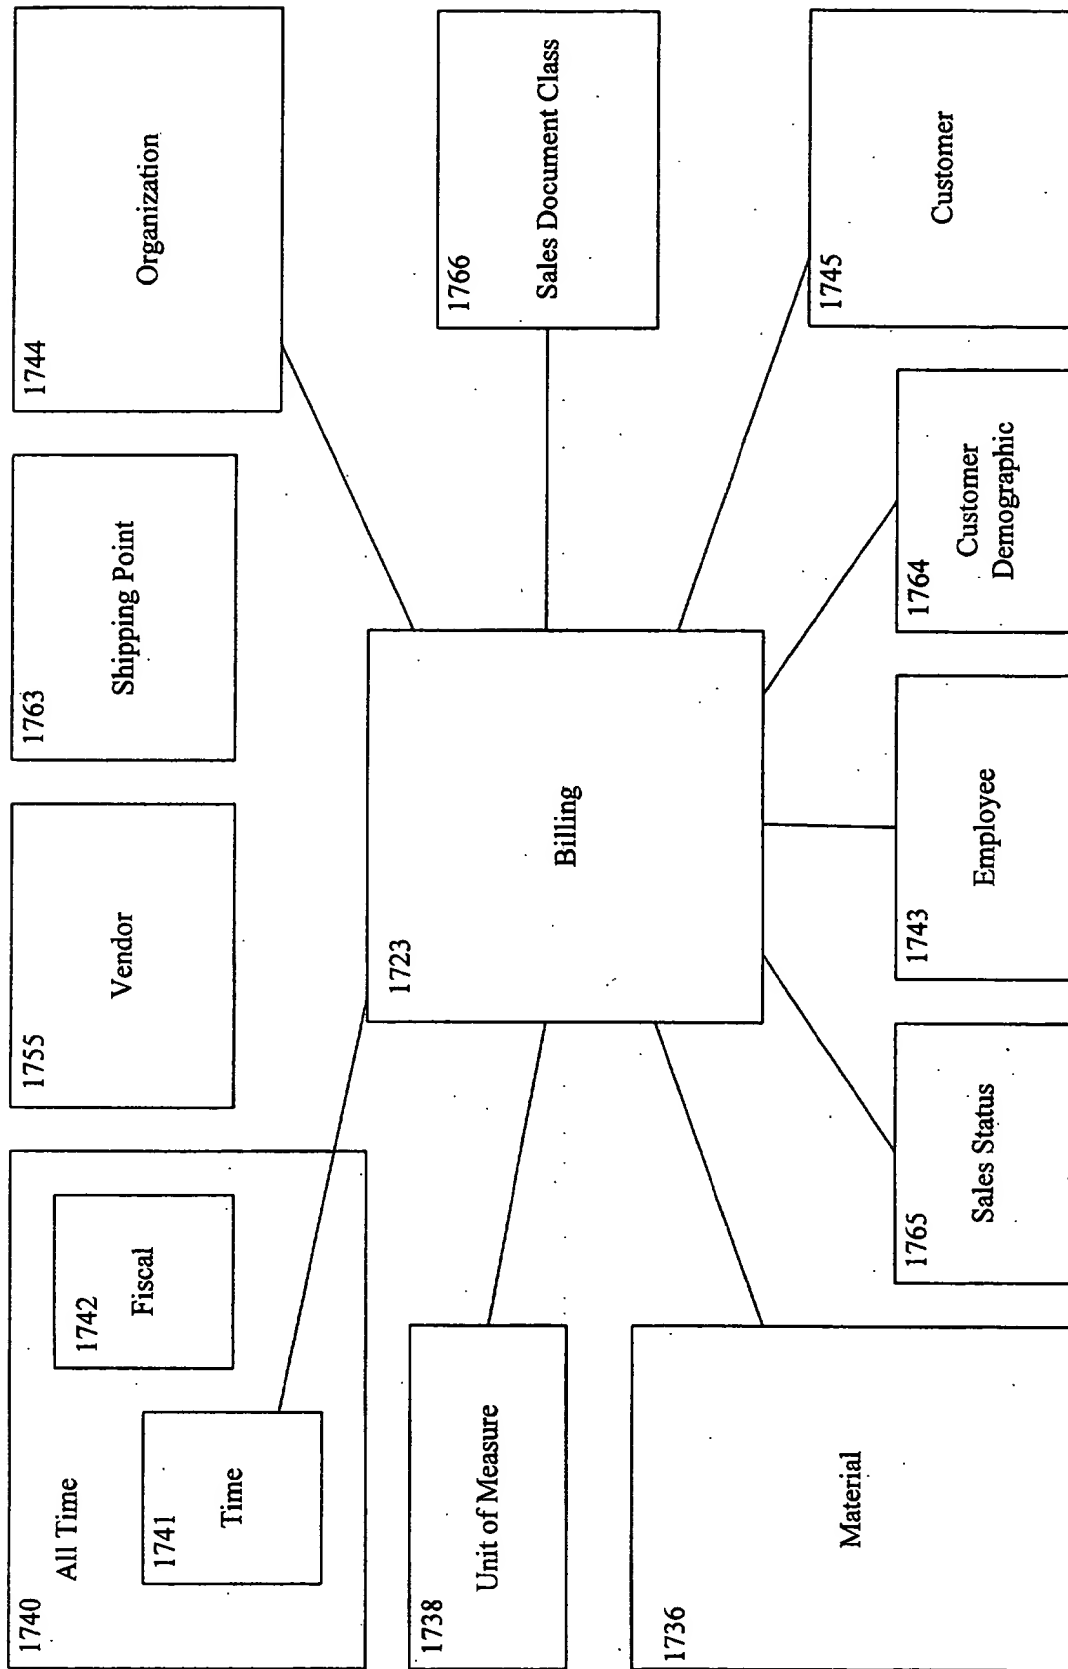 1740
All Time
1741
Time
1742
Fiscal
1755
Vendor
1763
Shipping Point
1744
Organization
1738
Unit of Measure
1723
Billing
1766
Sales Document Class
1736
Material
1765
Sales Status
1743
Employee
1764
Customer
Demographic
1745
Customer